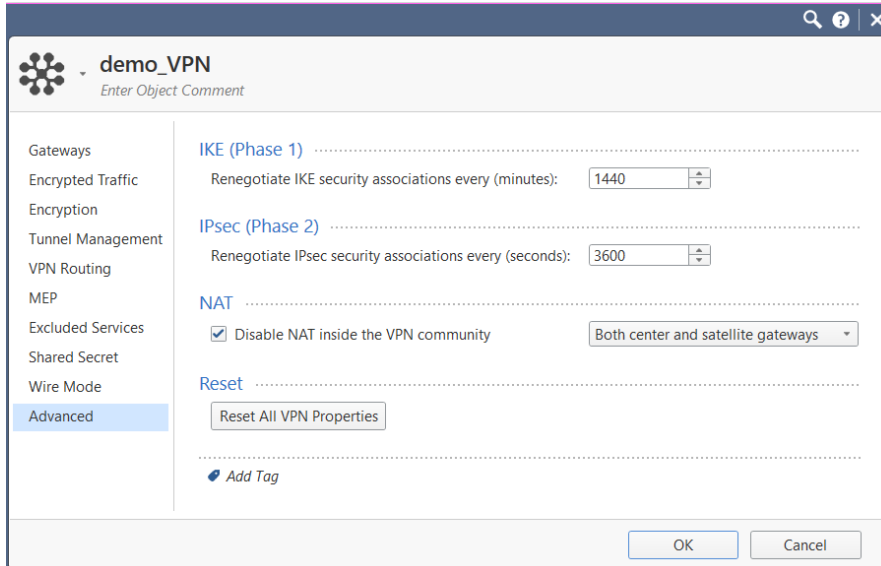 demo_VPN
Enter Object Comment
Gateways
Encrypted Traffic
Encryption
Tunnel Management
VPN Routing
MEP
Excluded Services
Shared Secret
Wire Mode
Advanced
IKE (Phase 1)
Renegotiate IKE security associations every (minutes): 1440
IPsec (Phase 2)
Renegotiate IPsec security associations every (seconds): 3600
NAT
Disable NAT inside the VPN community Both center and satellite gateways
Reset
Reset All VPN Properties
Add Tag
OK Cancel